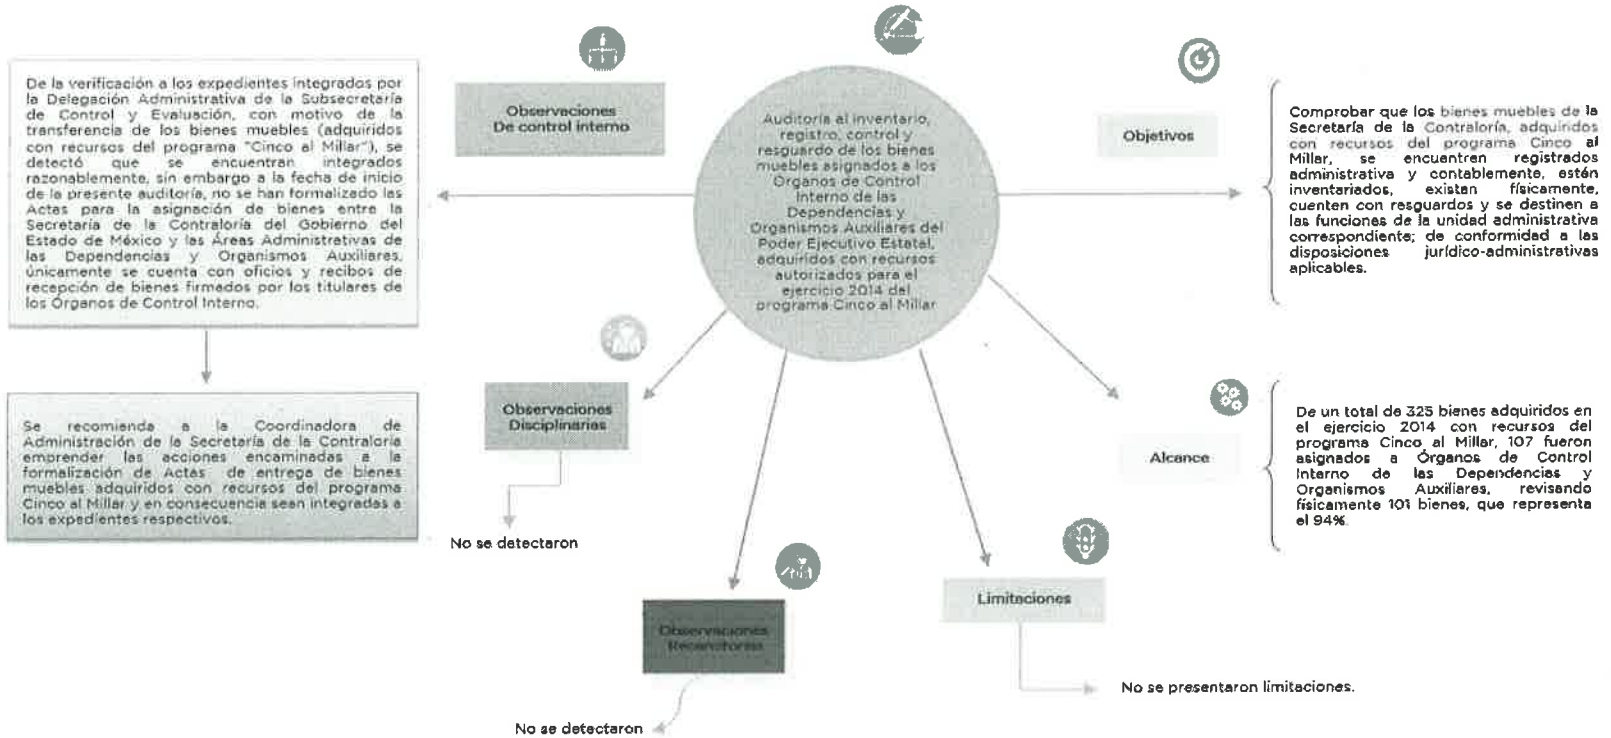 De la verificación a los expedientes integrados por
la Delegación Administrativa de la Subsecretaría
de Control y Evaluación, con motivo de la
transferencia de los bienes muebles (adquiridos
con recursos del programa "Cinco al Millar"), se
detectó que se encuentran integrados
razonablemente, sin embargo a la fecha de inicio
de la presente auditoría, no se han formalizado las
Actas para la asignación de bienes entre la
Secretaría de la Contraloría del Gobierno del
Estado de México y las Áreas Administrativas de
las Dependencias y Organismos Auxiliares,
únicamente se cuenta con oficios y recibos de
recepción de bienes firmados por los titulares de
los Órganos de Control Interno.
Se recomienda a la Coordinadora de
Administración de la Secretaría de la Contraloría
emprender las acciones encaminadas a la
formalización de Actas de entrega de bienes
muebles adquiridos con recursos del programa
Cinco al Millar y en consecuencia sean integradas a
los expedientes respectivos.
Observaciones
De control interno
Auditoría al inventario,
registro, control y
resguardo de los bienes
muebles asignados a los
Órganos de Control
Interno de las
Dependencias y
Organismos Auxiliares del
Poder Ejecutivo Estatal,
adquiridos con recursos
autorizados para el
ejercicio 2014 del
programa Cinco al Millar
Objetivos
Comprobar que los bienes muebles de la
Secretaría de la Contraloría, adquiridos
con recursos del programa Cinco al
Millar, se encuentren registrados
administrativa y contablemente, estén
inventariados, existan físicamente,
cuenten con resguardos y se destinen a
las funciones de la unidad administrativa
correspondiente; de conformidad a las
disposiciones jurídico-administrativas
aplicables.
Observaciones
Disciplinarias
No se detectaron
Alcance
De un total de 325 bienes adquiridos en
el ejercicio 2014 con recursos del
programa Cinco al Millar, 107 fueron
asignados a Órganos de Control
Interno de las Dependencias y
Organismos Auxiliares, revisando
físicamente 101 bienes, que representa
el 94%.
Observaciones
Resarcitorias
No se detectaron
Limitaciones
No se presentaron limitaciones.